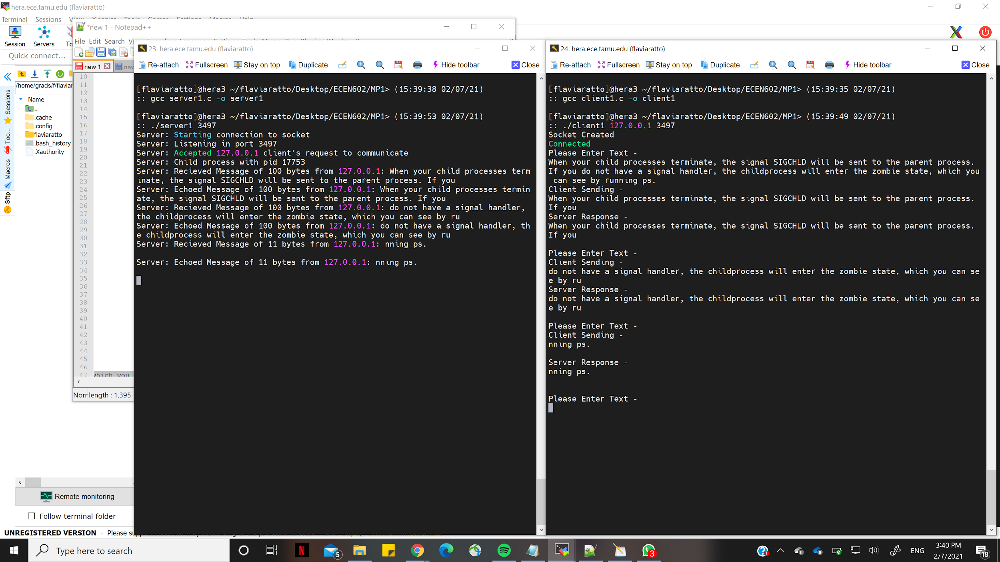 hera.ece.tamu.edu (flaviaratto)
Terminal Sessions
Session Servers
Quick connect...
*new 1 - Notepad++
File Edit Search
new 1
/home/grads/f/flaviar
Name
..
.cache
.config
flaviaratto
.bash_history
.Xauthority
Sessions
Too...
Macros
Sftp
10
11
12
13
14
15
16
17
18
19
20
21
22
23
24
25
26
27
28
29
30
31
32
33
34
35
36
37
38
39
40
41
42
43
44
45
46
47 which you
length : 1,395
Remote monitoring
Follow terminal folder
UNREGISTERED VERSION - Please
23. hera.ece.tamu.edu (flaviaratto)
Re-attach Fullscreen Stay on top Duplicate Hide toolbar Close
[flaviaratto]@hera3 ~/flaviaratto/Desktop/ECEN602/MP1> (15:39:38 02/07/21)
:: gcc server1.c -o server1
[flaviaratto]@hera3 ~/flaviaratto/Desktop/ECEN602/MP1> (15:39:53 02/07/21)
:: ./server1 3497
Server: Starting connection to socket
Server: Listening in port 3497
Server: Accepted 127.0.0.1 client's request to communicate
Server: Child process with pid 17753
Server: Recieved Message of 100 bytes from 127.0.0.1: When your child processes term
inate, the signal SIGCHLD will be sent to the parent process. If you
Server: Echoed Message of 100 bytes from 127.0.0.1: When your child processes termin
ate, the signal SIGCHLD will be sent to the parent process. If you
Server: Recieved Message of 100 bytes from 127.0.0.1: do not have a signal handler,
the childprocess will enter the zombie state, which you can see by ru
Server: Echoed Message of 100 bytes from 127.0.0.1: do not have a signal handler, th
e childprocess will enter the zombie state, which you can see by ru
Server: Recieved Message of 11 bytes from 127.0.0.1: nning ps.
Server: Echoed Message of 11 bytes from 127.0.0.1: nning ps.
24. hera.ece.tamu.edu (flaviaratto)
Re-attach Fullscreen Stay on top Duplicate Hide toolbar Close
[flaviaratto]@hera3 ~/flaviaratto/Desktop/ECEN602/MP1> (15:39:35 02/07/21)
:: gcc client1.c -o client1
[flaviaratto]@hera3 ~/flaviaratto/Desktop/ECEN602/MP1> (15:39:49 02/07/21)
:: ./client1 127.0.0.1 3497
Socket Created
Connected
Please Enter Text -
When your child processes terminate, the signal SIGCHLD will be sent to the parent process.
If you do not have a signal handler, the childprocess will enter the zombie state, which you
can see by running ps.
Client Sending -
When your child processes terminate, the signal SIGCHLD will be sent to the parent process.
If you
Server Response -
When your child processes terminate, the signal SIGCHLD will be sent to the parent process.
If you
Please Enter Text -
Client Sending -
do not have a signal handler, the childprocess will enter the zombie state, which you can se
e by ru
Server Response -
do not have a signal handler, the childprocess will enter the zombie state, which you can se
e by ru
Please Enter Text -
Client Sending -
nning ps.
Server Response -
nning ps.
Please Enter Text -
Type here to search
5
3
ENG
3:40 PM
2/7/2021
18